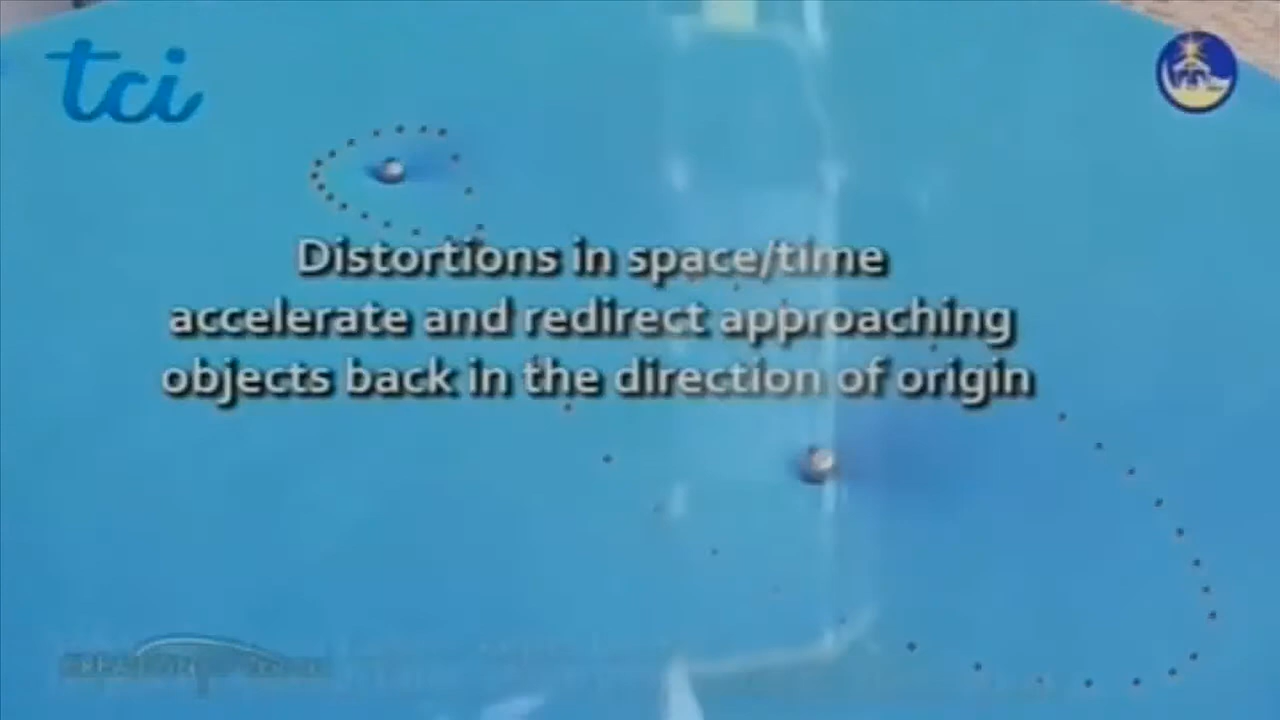 tci
Distortions in space/time
accelerate and redirect approaching
objects back in the direction of origin